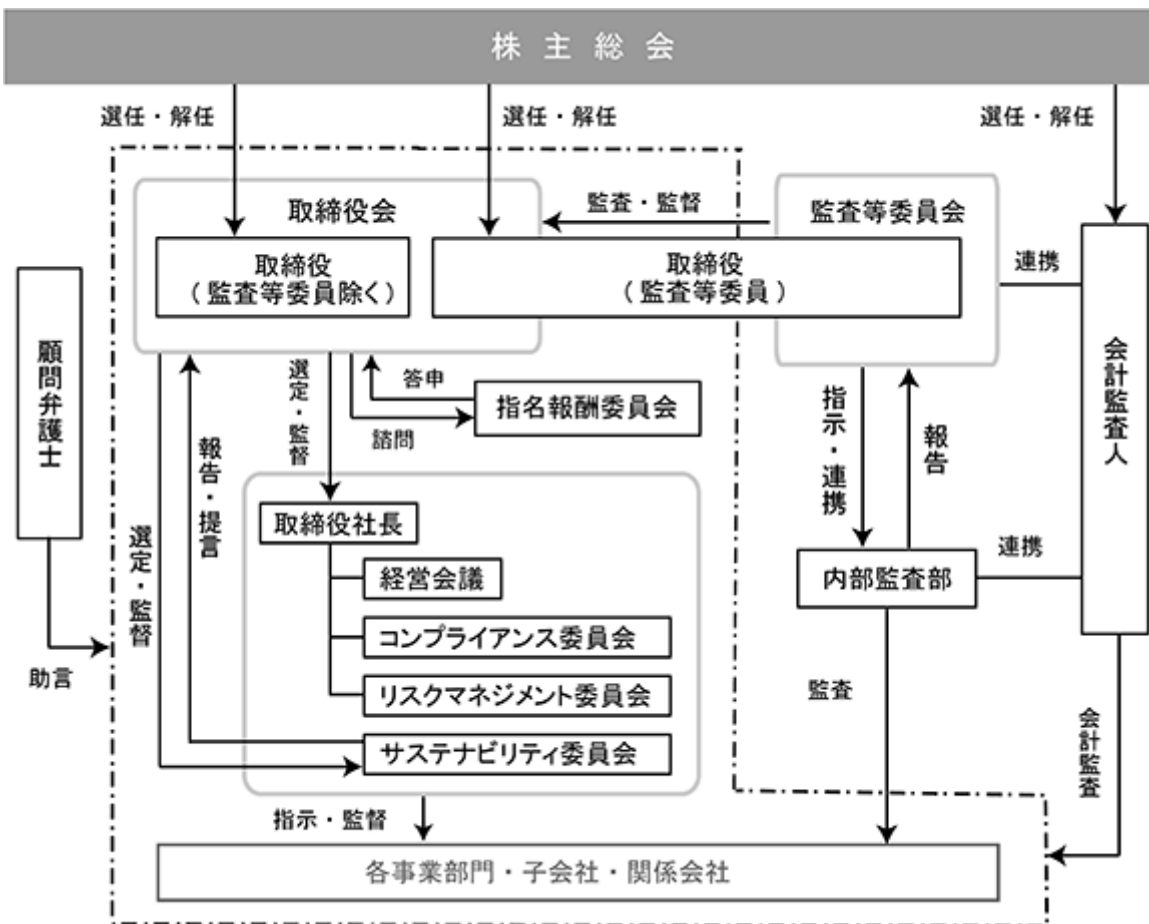 株主総会
選任・解任
選任・解任
選任・解任
取締役会
監査・監督
監査等委員会
取締役
（監査等委員除く）
取締役
（監査等委員）
連携
顧問弁護士
会計監査人
選定・監督
答申
指名報酬委員会
諮問
指示・連携
報告
報告・提言
取締役社長
選定・監督
経営会議
内部監査部
連携
コンプライアンス委員会
助言
リスクマネジメント委員会
監査
サステナビリティ委員会
会計監査
指示・監督
各事業部門・子会社・関係会社